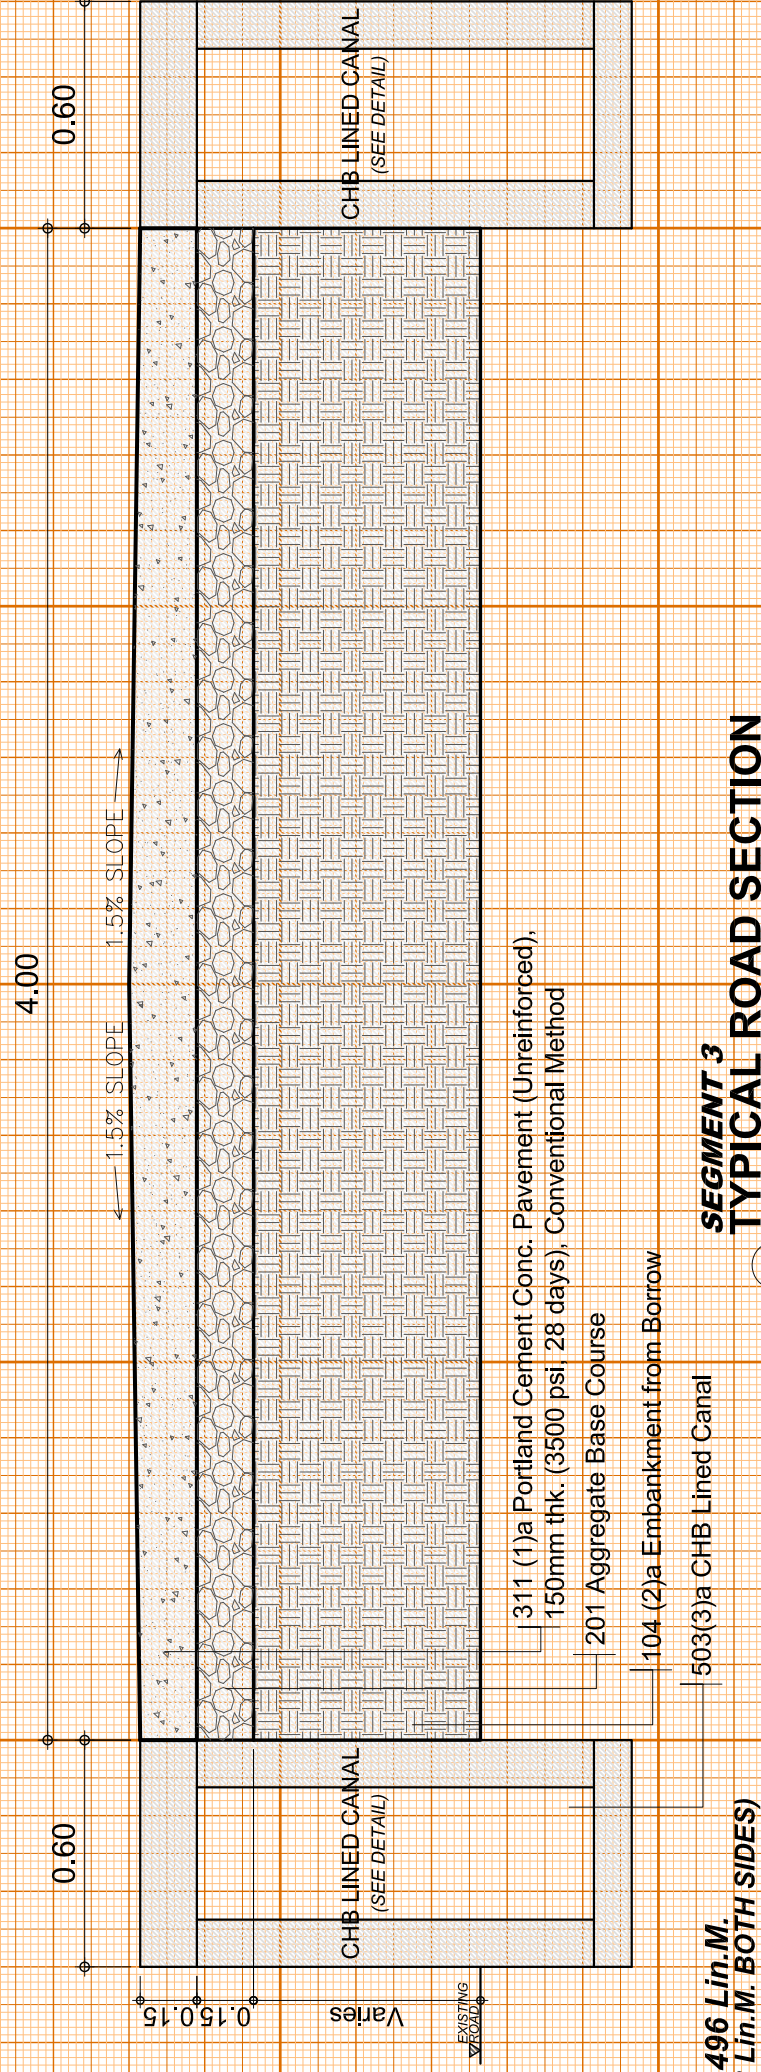 4.00
0.60
0.60
1.5% SLOPE
1.5% SLOPE
CHB LINED CANAL
(SEE DETAIL)
CHB LINED CANAL
(SEE DETAIL)
0.15
0.15
Varies
EXISTING
ROAD
311 (1)a Portland Cement Conc. Pavement (Unreinforced),
150mm thk. (3500 psi, 28 days), Conventional Method
201 Aggregate Base Course
104 (2)a Embankment from Borrow
503(3)a CHB Lined Canal
496 Lin.M.
Lin.M. BOTH SIDES)
SEGMENT 3
TYPICAL ROAD SECTION